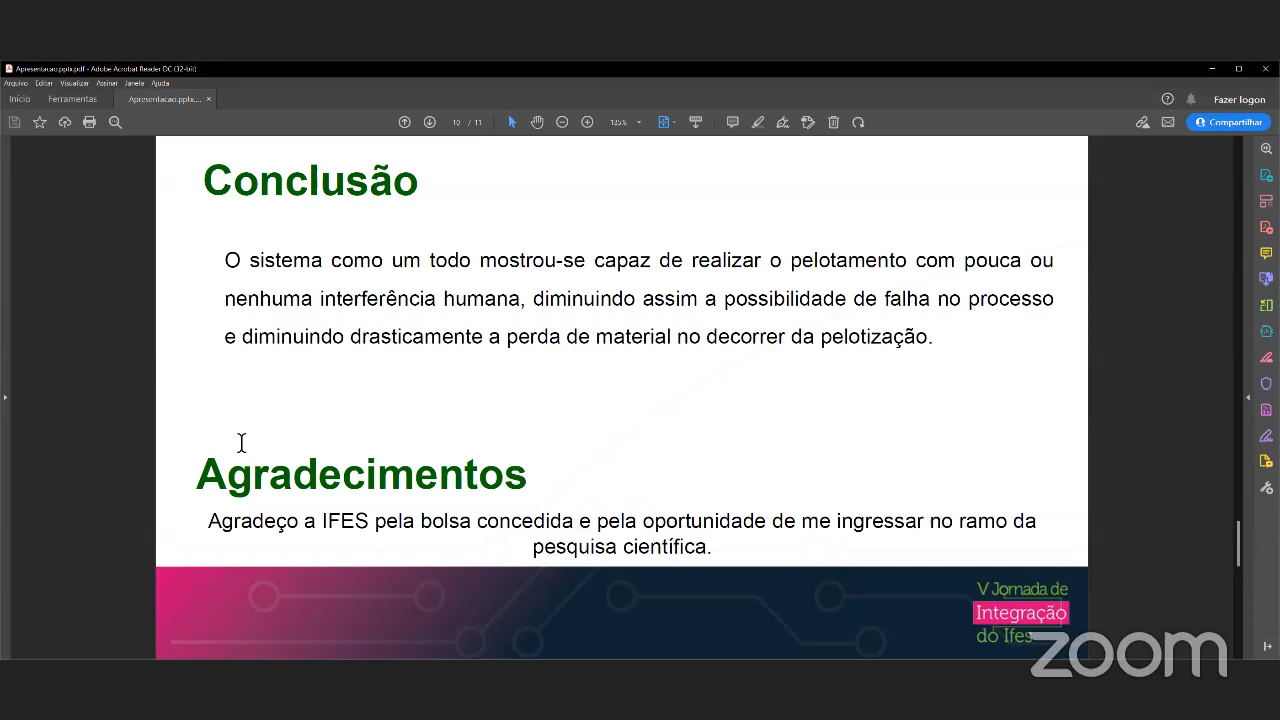 Apresentacao.pptx.pdf - Adobe Acrobat Reader DC (32-bit)
Arquivo Editar Visualizar Assinar Janela Ajuda
Início Ferramentas Apresentacao.pptx.... × Fazer logon
10 / 11 135% Compartilhar
Conclusão
O sistema como um todo mostrou-se capaz de realizar o pelotamento com pouca ou
nenhuma interferência humana, diminuindo assim a possibilidade de falha no processo
e diminuindo drasticamente a perda de material no decorrer da pelotização.
Agradecimentos
Agradeço a IFES pela bolsa concedida e pela oportunidade de me ingressar no ramo da
pesquisa científica.
V Jornada de
Integração
do Ifes
zoom